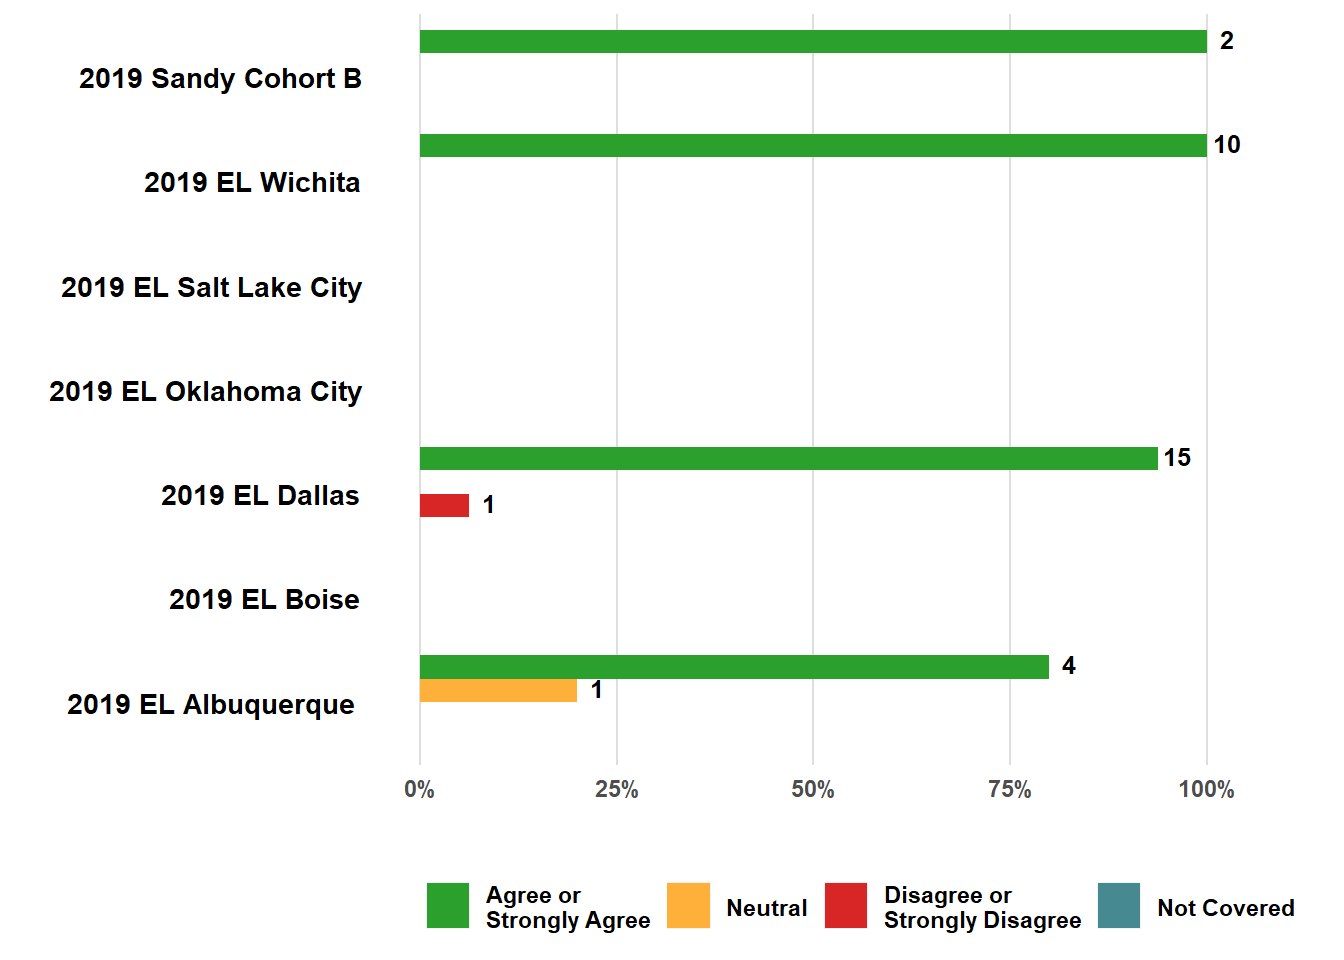 2
2019 Sandy Cohort B
10
2019 EL Wichita
2019 EL Salt Lake City
2019 EL Oklahoma City
15
2019 EL Dallas
1
2019 EL Boise
4
1
2019 EL Albuquerque
0% 25% 50% 75% 100%
Agree or
Strongly Agree
Neutral
Disagree or
Strongly Disagree
Not Covered